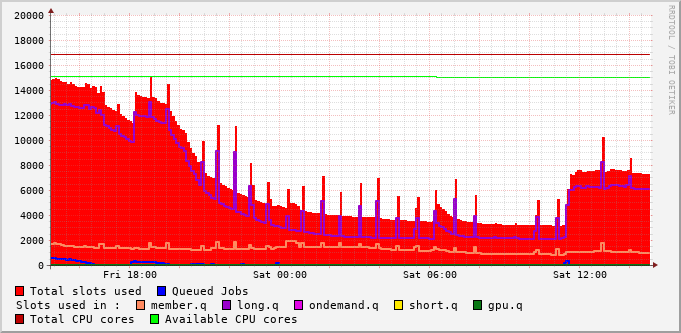 20000
18000
16000
14000
12000
10000
8000
6000
4000
2000
0
Fri 18:00 Sat 00:00 Sat 06:00 Sat 12:00
RRDTOOL / TOBI OETIKER
Total slots used Queued Jobs
Slots used in : member.q long.q ondemand.q short.q gpu.q
Total CPU cores Available CPU cores